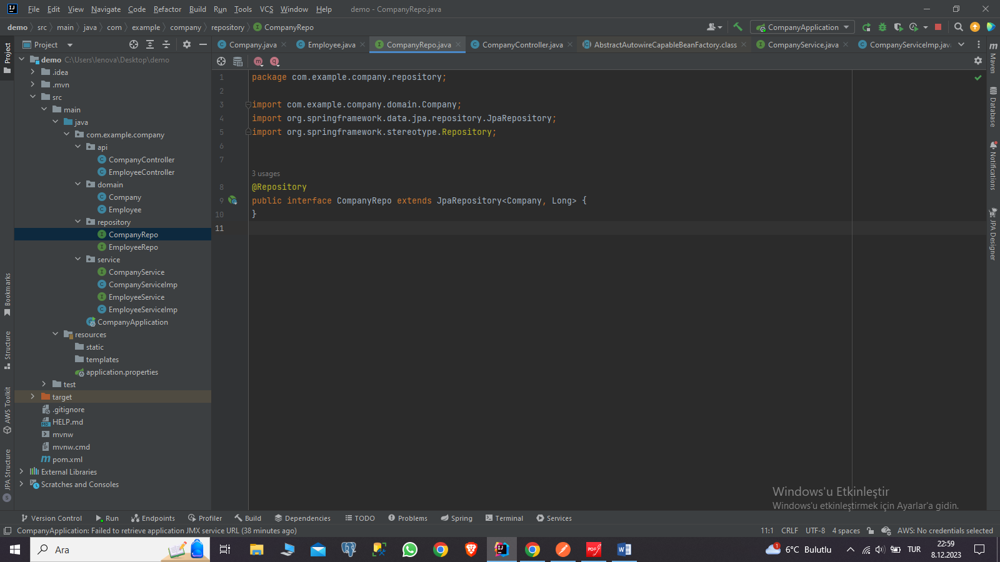 File Edit View Navigate Code Refactor Build Run Tools VCS Window Help demo - CompanyRepo.java
demo src main java com example company repository CompanyRepo CompanyApplication
Project Company.java Employee.java CompanyRepo.java CompanyController.java AbstractAutowireCapableBeanFactory.class CompanyService.java CompanyServiceImp.java
Project
demo C:\Users\lenova\Desktop\demo
.idea
.mvn
src
main
java
com.example.company
api
CompanyController
EmployeeController
domain
Company
Employee
repository
CompanyRepo
EmployeeRepo
service
CompanyService
CompanyServiceImp
EmployeeService
EmployeeServiceImp
CompanyApplication
resources
static
templates
application.properties
test
target
.gitignore
HELP.md
mvnw
mvnw.cmd
pom.xml
External Libraries
Scratches and Consoles
Bookmarks
Structure
AWS Toolkit
JPA Structure
1 package com.example.company.repository;
2
3 import com.example.company.domain.Company;
4 import org.springframework.data.jpa.repository.JpaRepository;
5 import org.springframework.stereotype.Repository;
6
7
3 usages
8 @Repository
9 public interface CompanyRepo extends JpaRepository<Company, Long> {
10 }
11
Maven
Database
Notifications
JPA Designer
Windows'u Etkinleştir
Windows'u etkinleştirmek için Ayarlar'a gidin.
Version Control Run Endpoints Profiler Build Dependencies TODO Problems Spring Terminal Services
CompanyApplication: Failed to retrieve application JMX service URL (38 minutes ago) 11:1 CRLF UTF-8 4 spaces AWS: No credentials selected
Ara 1 6°C Bulutlu TUR 22:59
8.12.2023